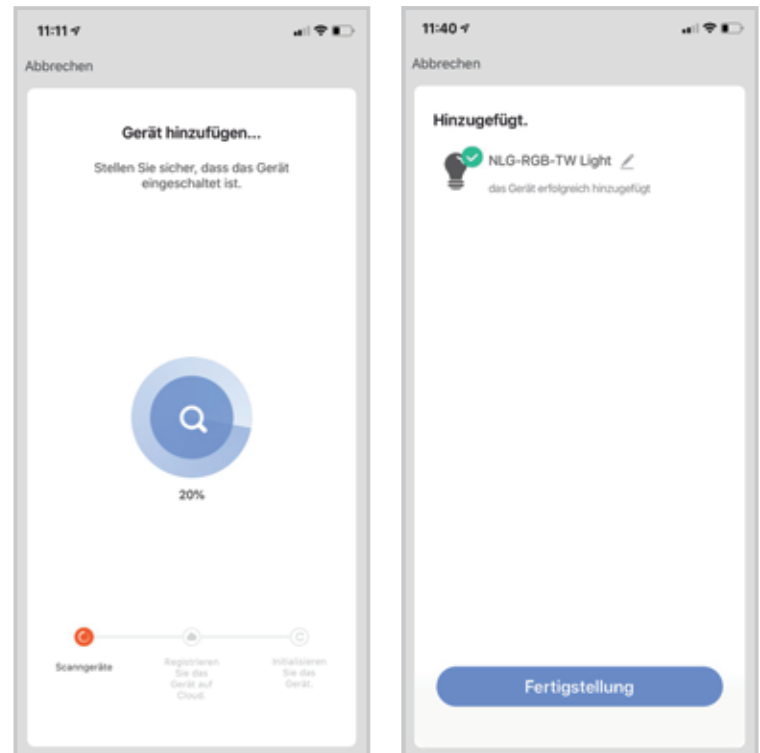 11:11
Abbrechen
Gerät hinzufügen...
Stellen Sie sicher, dass das Gerät
eingeschaltet ist.
20%
Scanngeräte
Registrieren
Sie das
Gerät auf
Cloud.
Initialisieren
Sie das
Gerät.
11:40
Abbrechen
Hinzugefügt.
NLG-RGB-TW Light
das Gerät erfolgreich hinzugefügt
Fertigstellung